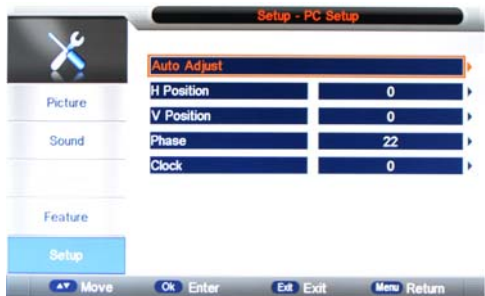 Setup - PC Setup
Auto Adjust
H Position 0
V Position 0
Phase 22
Clock 0
Picture
Sound
Feature
Setup
Move Ok Enter Exit Exit Menu Return